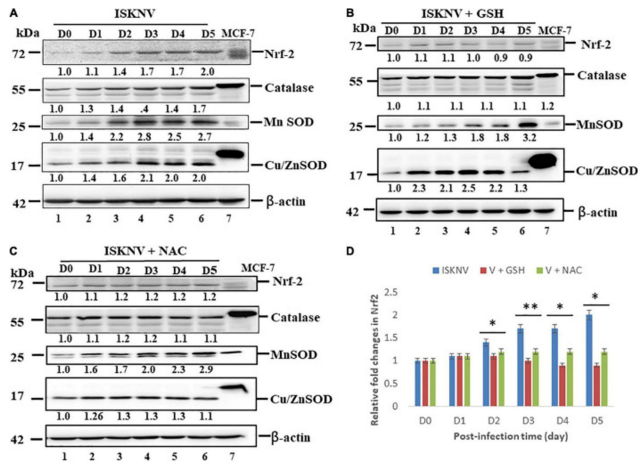 A
ISKNV
kDa D0 D1 D2 D3 D4 D5 MCF-7
72 Nrf-2
1.0 1.1 1.4 1.7 1.7 2.0
55 Catalase
1.0 1.3 1.4 .4 1.4 1.7
25 Mn SOD
1.0 1.4 2.2 2.8 2.5 2.7
17 Cu/ZnSOD
1.0 1.4 1.6 2.1 2.0 2.0
42 β-actin
1 2 3 4 5 6 7
B
ISKNV + GSH
kDa D0 D1 D2 D3 D4 D5 MCF-7
72 Nrf-2
1.0 1.1 1.1 1.0 0.9 0.9
55 Catalase
1.0 1.1 1.1 1.1 1.1 1.2
25 MnSOD
1.0 1.2 1.3 1.8 1.8 3.2
17 Cu/ZnSOD
1.0 2.3 2.1 2.5 2.2 1.3
42 β-actin
1 2 3 4 5 6 7
C
ISKNV + NAC
kDa D0 D1 D2 D3 D4 D5 MCF-7
72 Nrf-2
1.0 1.1 1.2 1.2 1.2 1.2
55 Catalase
1.0 1.1 1.2 1.2 1.1 1.1
25 MnSOD
1.0 1.6 1.7 2.0 2.3 2.9
17 Cu/ZnSOD
1.0 1.26 1.3 1.3 1.3 1.1
42 β-actin
1 2 3 4 5 6 7
D
ISKNV V + GSH V + NAC
Relative fold changes in Nrf2
2.5
2
1.5
1
0.5
0
* ** * *
D0 D1 D2 D3 D4 D5
Post-infection time (day)